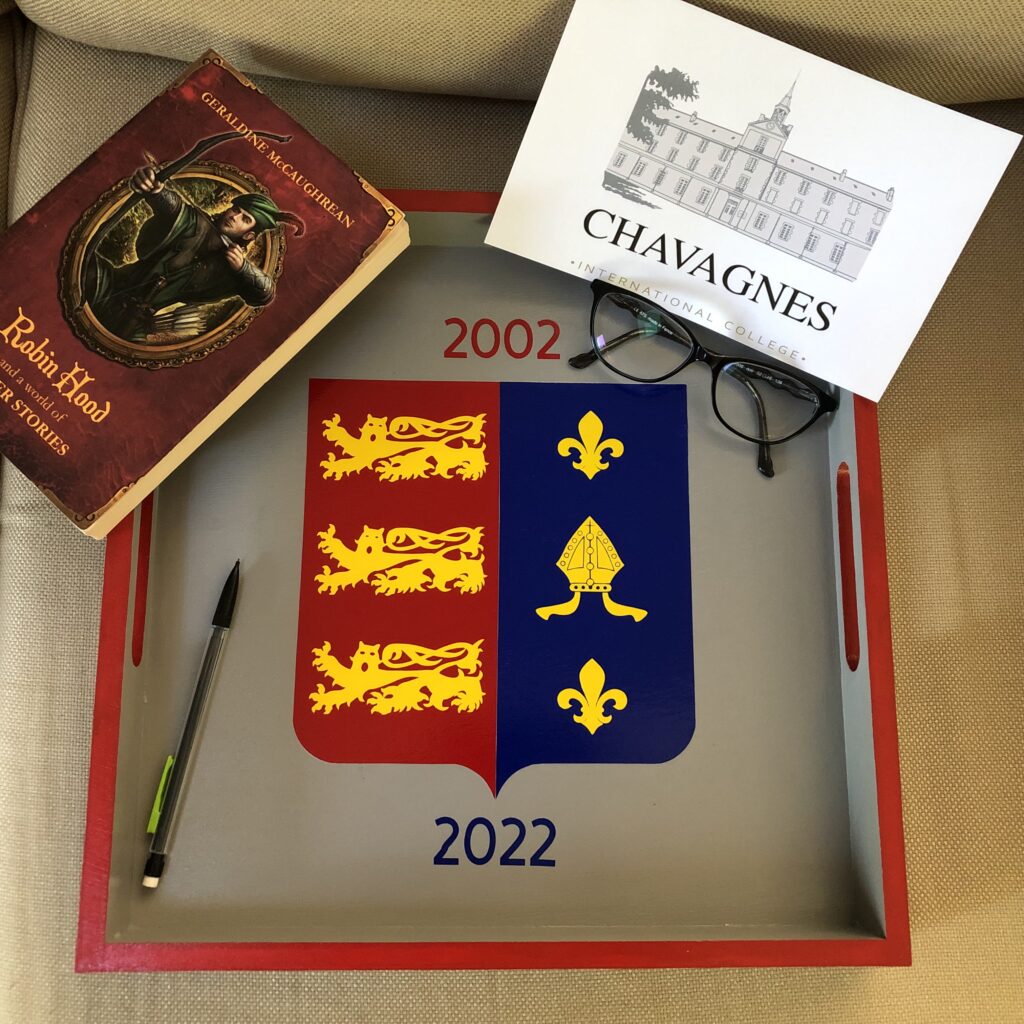 GERALDINE McCAUGHREAN
Robin Hood
and a world of
ER STORIES
CHAVAGNES
•INTERNATIONAL COLLEGE•
2002
2022